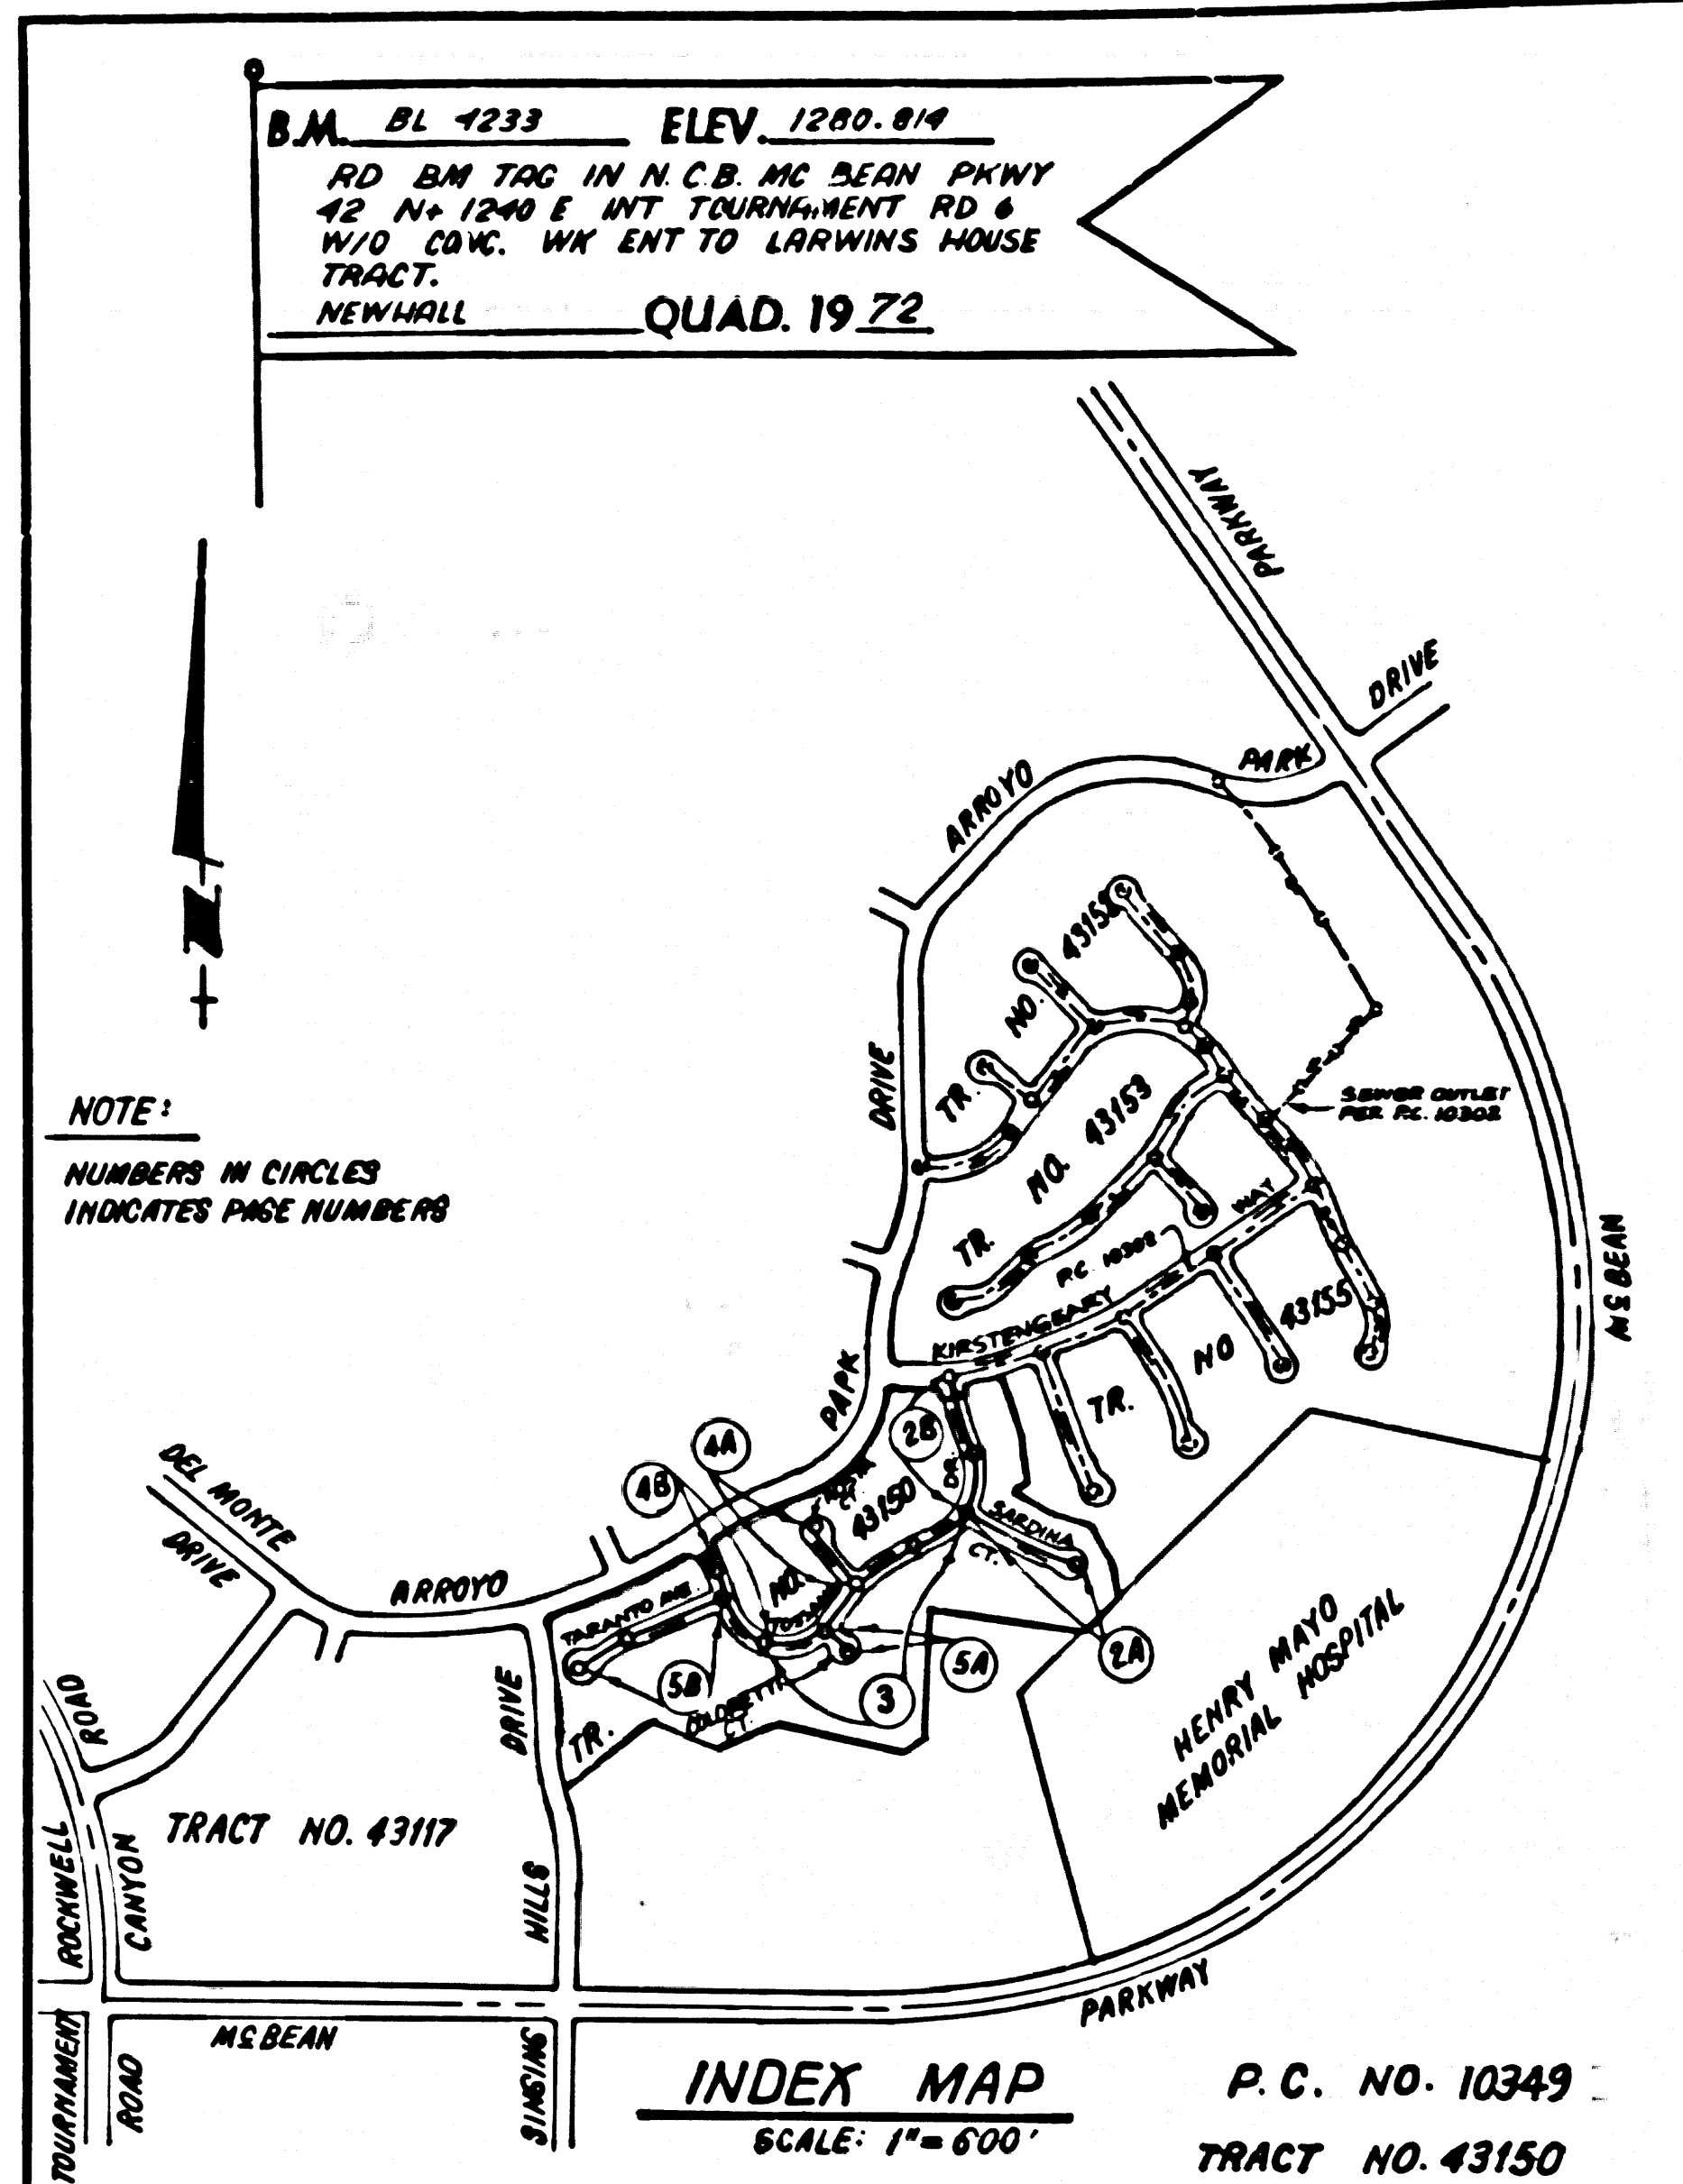 B.M. BL 4233 ELEV. 1280.814
RD BM TAG IN N.C.B. MC BEAN PKWY
42 N+ 1240 E INT TOURNAMENT RD &
W/O CONC. WK ENT TO LARWINS HOUSE
TRACT.
NEWHALL QUAD. 19 72
PARKWAY
DRIVE
PARK
ARROYO
TR. NO. 43152
DRIVE
TR. NO. 43153
SEWER OUTLET
PER P.C. 10302
NOTE:
NUMBERS IN CIRCLES
INDICATES PAGE NUMBERS
P.C. 10302
KIRSTENGEARY WAY
TR. NO 43155
Mc BEAN
PARK
2B
4A
4B
DEL MONTE
DRIVE
ARROYO
CT.
43150
DR.
SARDINA
CT.
NO.
TARANTO AVE.
5B
CT.
3
5A
2A
TR.
HENRY MAYO
MEMORIAL HOSPITAL
ROAD
DRIVE
TRACT NO. 43117
ROCKWELL
CANYON
HILLS
PARKWAY
Mc BEAN
TOURNAMENT
ROAD
SINGING
INDEX MAP
SCALE: 1"= 600'
P.C. NO. 10349
TRACT NO. 43150